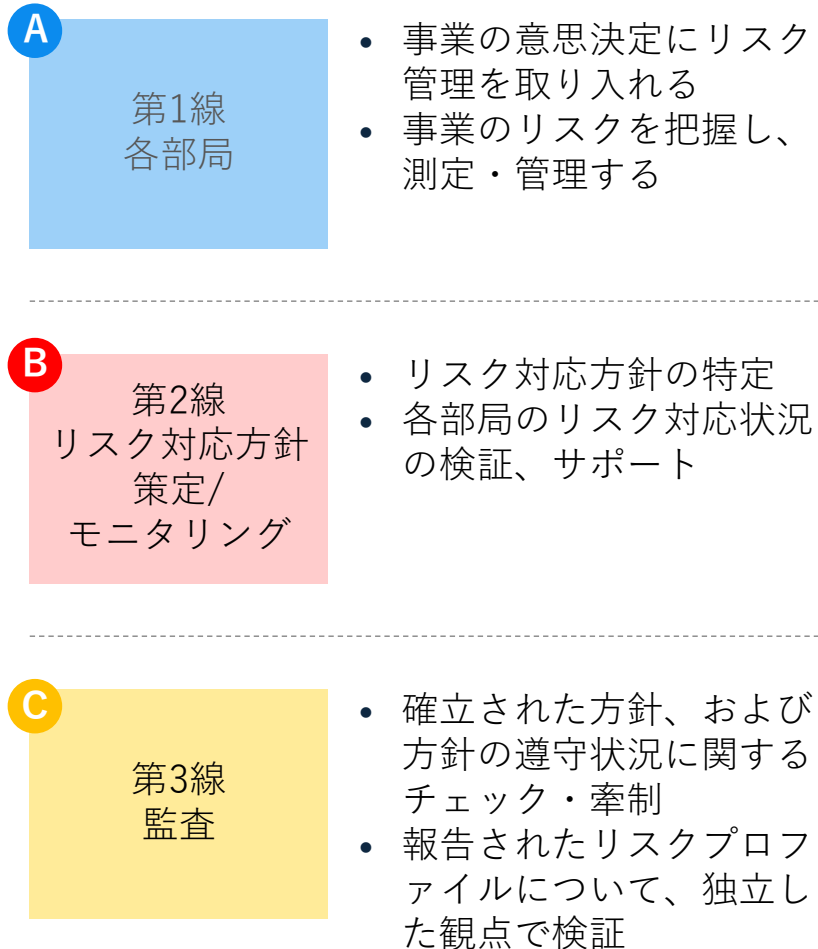 A
第1線
各部局
• 事業の意思決定にリスク
管理を取り入れる
• 事業のリスクを把握し、
測定・管理する
B
第2線
リスク対応方針
策定/
モニタリング
• リスク対応方針の特定
• 各部局のリスク対応状況
の検証、サポート
C
第3線
監査
• 確立された方針、および
方針の遵守状況に関する
チェック・牽制
• 報告されたリスクプロフ
ァイルについて、独立し
た観点で検証